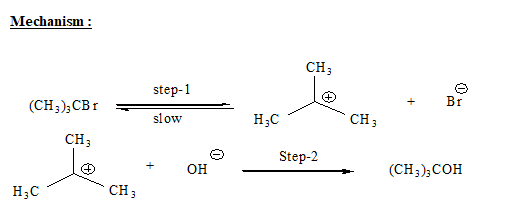 Mechanism :
CH₃
step-1
(CH₃)₃CBr ⊕ + Br ⊖
slow H₃C CH₃
CH₃
⊕ + OH ⊖ Step-2 (CH₃)₃COH
H₃C CH₃